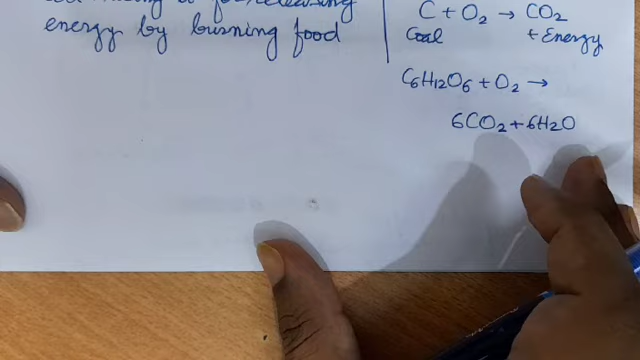 energy by burning food
C + O₂ → CO₂
Coal + Energy
C₆H₁₂O₆ + O₂ →
6CO₂ + 6H₂O